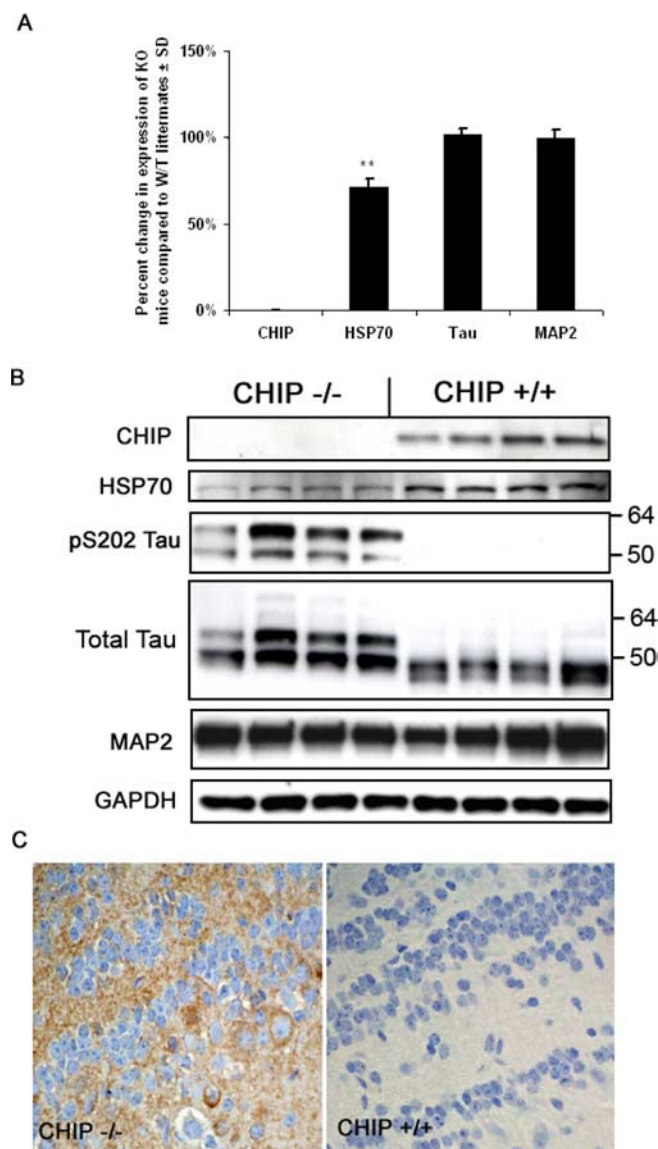 A
Percent change in expression of KO
mice compared to W/T littermates ± SD
150%
100%
50%
0%
**
CHIP
HSP70
Tau
MAP2
B
CHIP -/-
CHIP +/+
CHIP
HSP70
pS202 Tau
64
50
Total Tau
64
50
MAP2
GAPDH
C
CHIP -/-
CHIP +/+